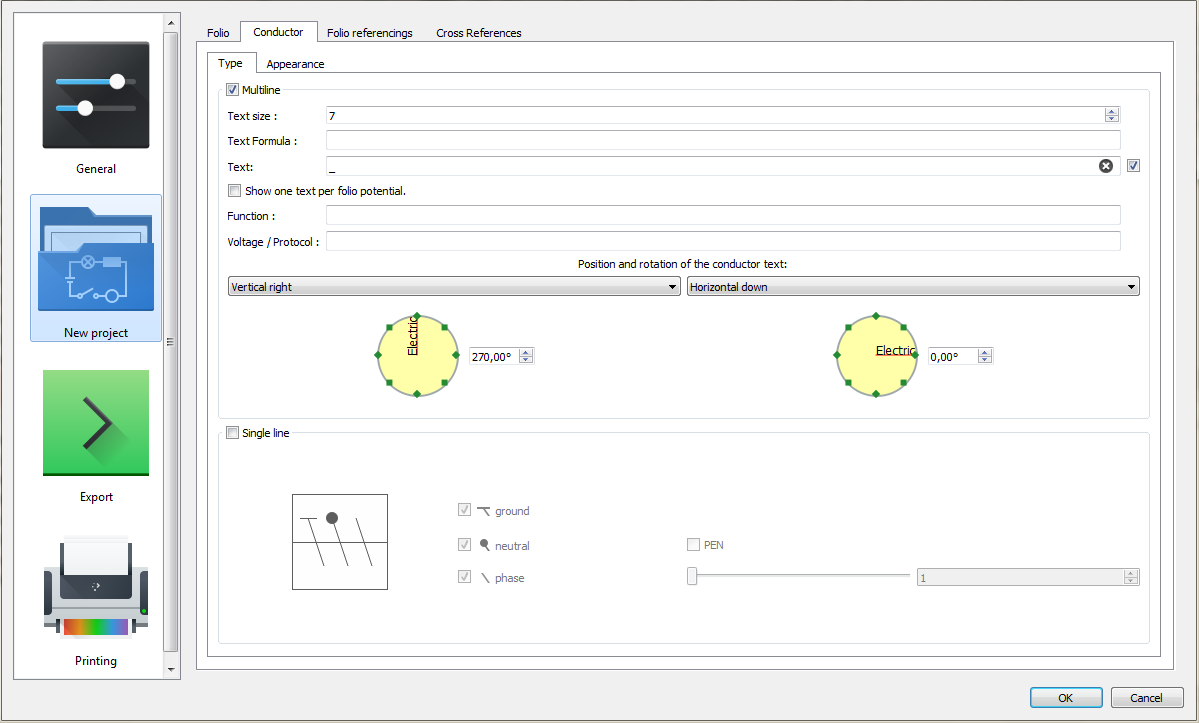 Folio Conductor Folio referencings Cross References
Type Appearance
General
New project
Export
Printing
Multiline
Text size : 7
Text Formula :
Text: _
Show one text per folio potential.
Function :
Voltage / Protocol :
Position and rotation of the conductor text:
Vertical right Horizontal down
Electric 270,00° Electric 0,00°
Single line
ground
neutral PEN
phase 1
OK Cancel